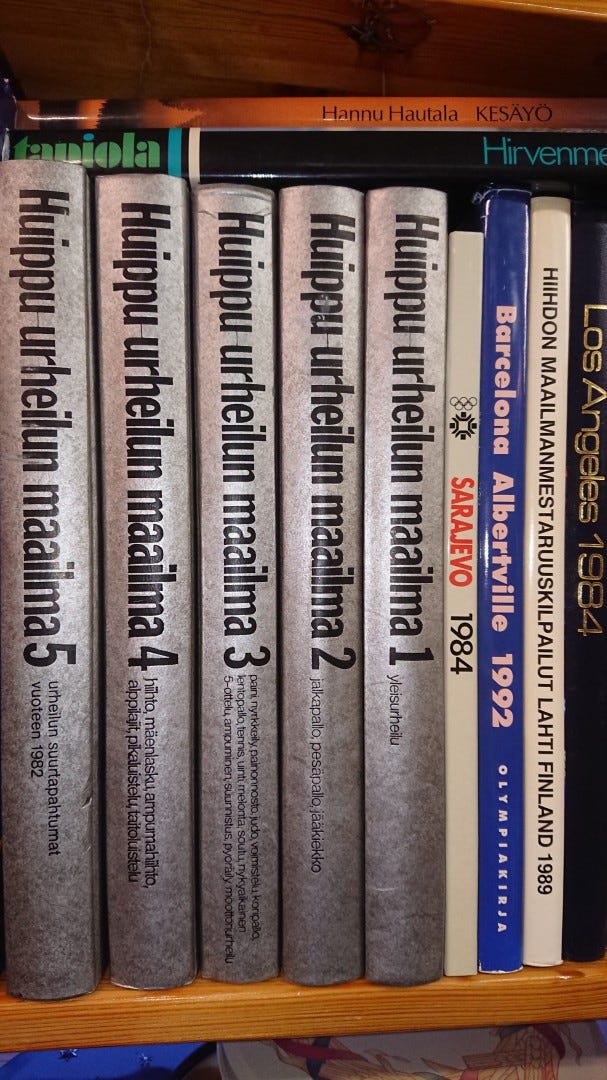 Hannu Hautala KESÄYÖ
tapiola
Hirvenme
Huippu-urheilun maailma 5
urheilun suurtapahtumat
vuoteen 1982
Huippu-urheilun maailma 4
hiihto, mäenlasku, ampumahiihto,
alppilajit, pikaluistelu, taitoluistelu
Huippu-urheilun maailma 3
paini, nyrkkeily, painonnosto, judo, voimistelu, koripallo,
lentopallo, tennis, uinti, melonta, soutu, nykyaikainen
5-ottelu, ampuminen, suunnistus, pyöräily, moottoriurheilu
Huippu-urheilun maailma 2
jalkapallo, pesäpallo, jääkiekko
Huippu-urheilun maailma 1
yleisurheilu
SARAJEVO 1984
Barcelona Albertville 1992 OLYMPIAKIRJA
HIIHDON MAAILMANMESTARUUSKILPAILUT LAHTI FINLAND 1989
Los Angeles 1984